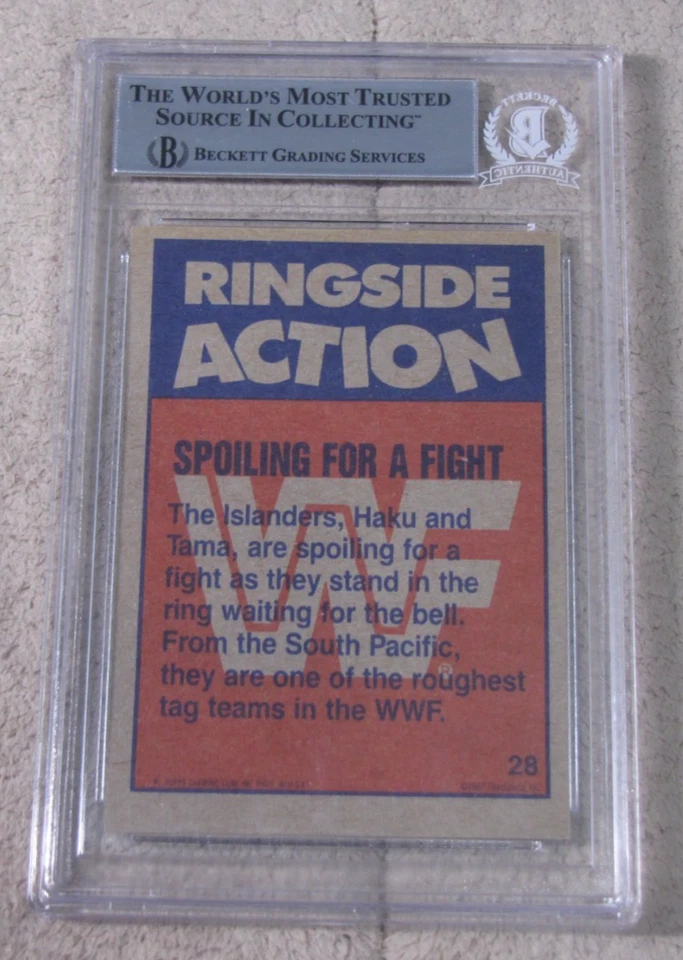 THE WORLD'S MOST TRUSTED
SOURCE IN COLLECTING™
B BECKETT GRADING SERVICES
BECKETT
B
AUTHENTIC
RINGSIDE
ACTION
SPOILING FOR A FIGHT
WF
The Islanders, Haku and
Tama, are spoiling for a
fight as they stand in the
ring waiting for the bell.
From the South Pacific,
they are one of the roughest
tag teams in the WWF.
®
28